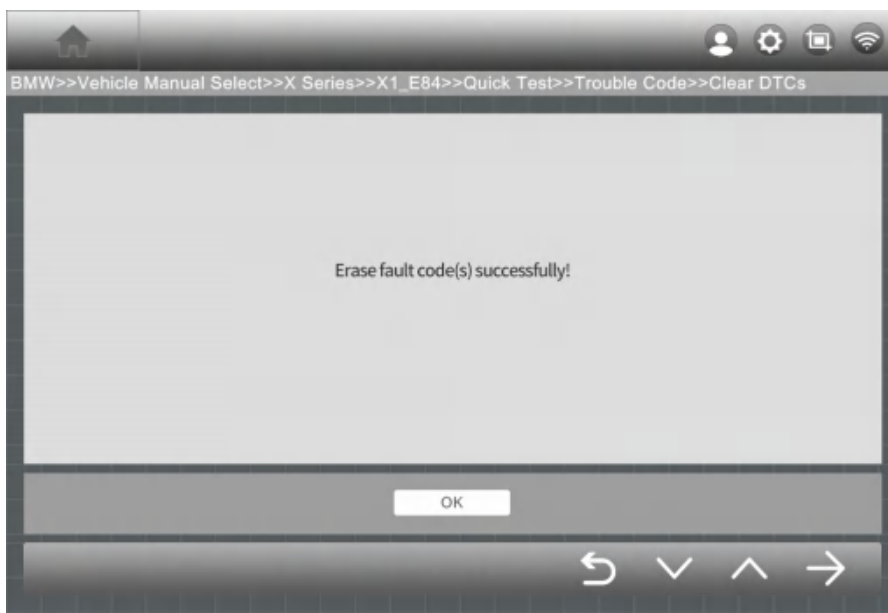 BMW>>Vehicle Manual Select>>X Series>>X1_E84>>Quick Test>>Trouble Code>>Clear DTCs
Erase fault code(s) successfully!
OK